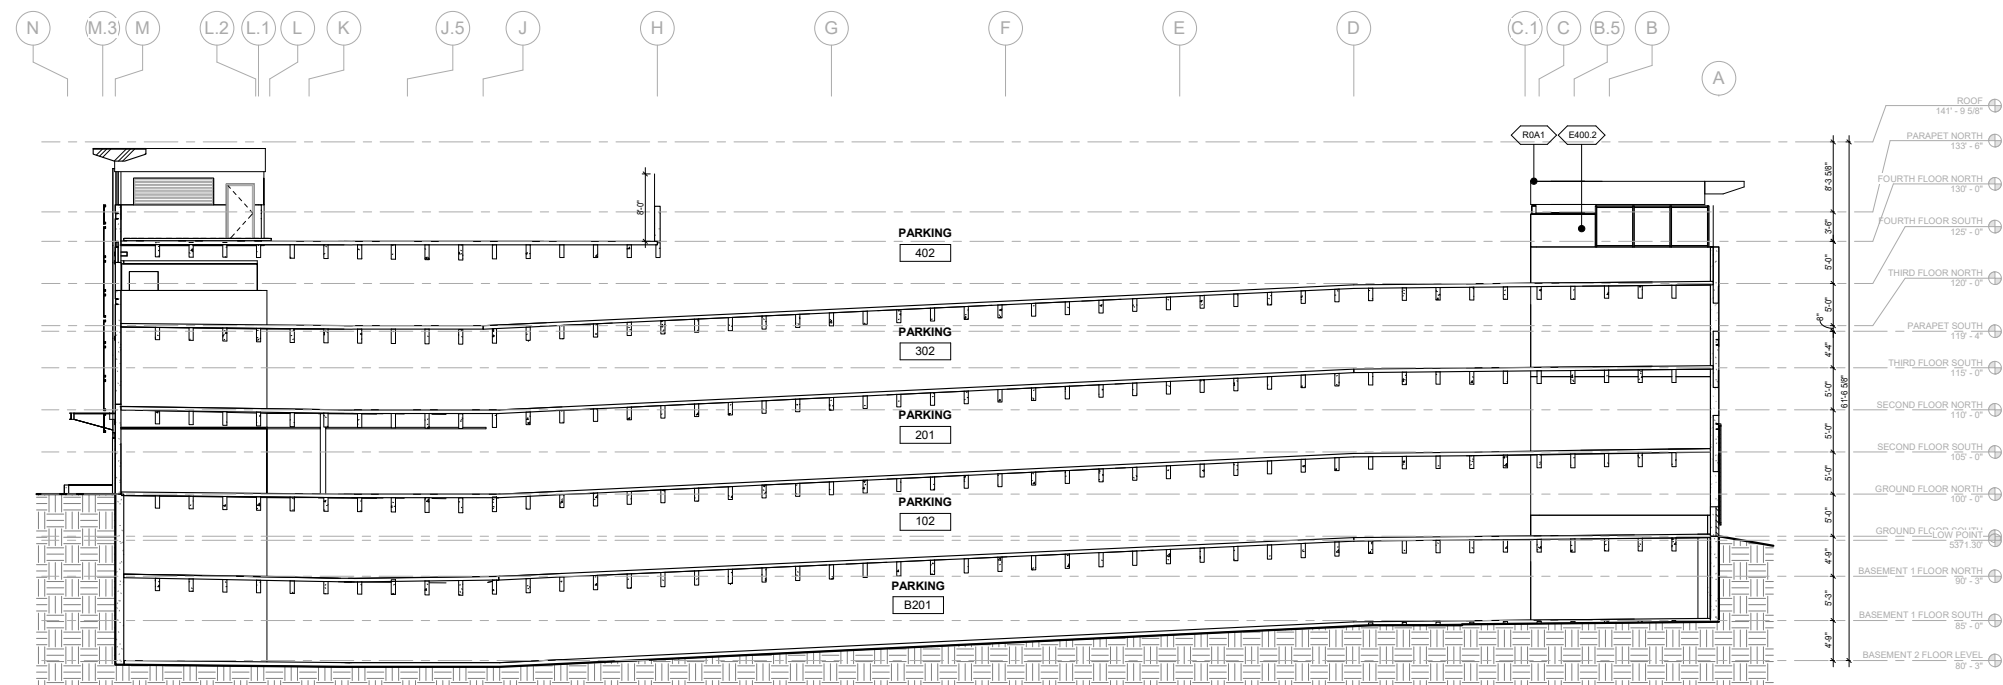 N M.3 M L.2 L.1 L K J.5 J H G F E D C.1 C B.5 B
A
ROOF
141' - 9 5/8"
R0A1 E400.2
PARAPET NORTH
133' - 6"
8'-3 5/8"
FOURTH FLOOR NORTH
130' - 0"
8'-0"
3'-6"
FOURTH FLOOR SOUTH
125' - 0"
PARKING
402
5'-0"
THIRD FLOOR NORTH
120' - 0"
5'-0"
8"
PARKING
302
PARAPET SOUTH
119' - 4"
4'-4"
THIRD FLOOR SOUTH
115' - 0"
5'-0"
61'-6 5/8"
SECOND FLOOR NORTH
110' - 0"
PARKING
201
5'-0"
SECOND FLOOR SOUTH
105' - 0"
5'-0"
GROUND FLOOR NORTH
100' - 0"
PARKING
102
5'-0"
GROUND FLOOR SOUTH
LOW POINT
5371.30'
4'-9"
BASEMENT 1 FLOOR NORTH
90' - 3"
PARKING
B201
5'-3"
BASEMENT 1 FLOOR SOUTH
85' - 0"
4'-9"
BASEMENT 2 FLOOR LEVEL
80' - 3"